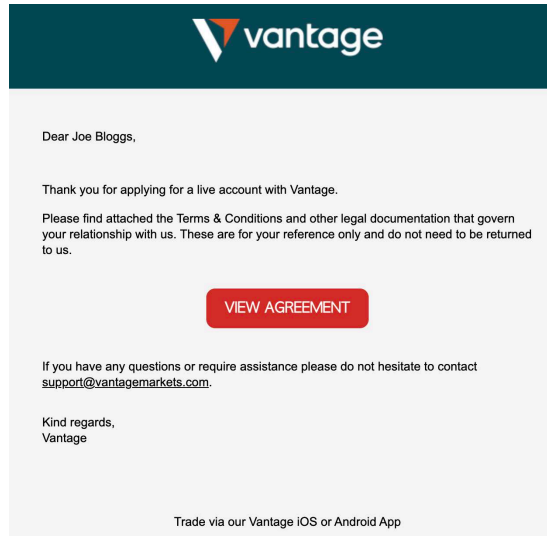 vantage
Dear Joe Bloggs,
Thank you for applying for a live account with Vantage.
Please find attached the Terms & Conditions and other legal documentation that govern
your relationship with us. These are for your reference only and do not need to be returned
to us.
VIEW AGREEMENT
If you have any questions or require assistance please do not hesitate to contact
support@vantagemarkets.com.
Kind regards,
Vantage
Trade via our Vantage iOS or Android App